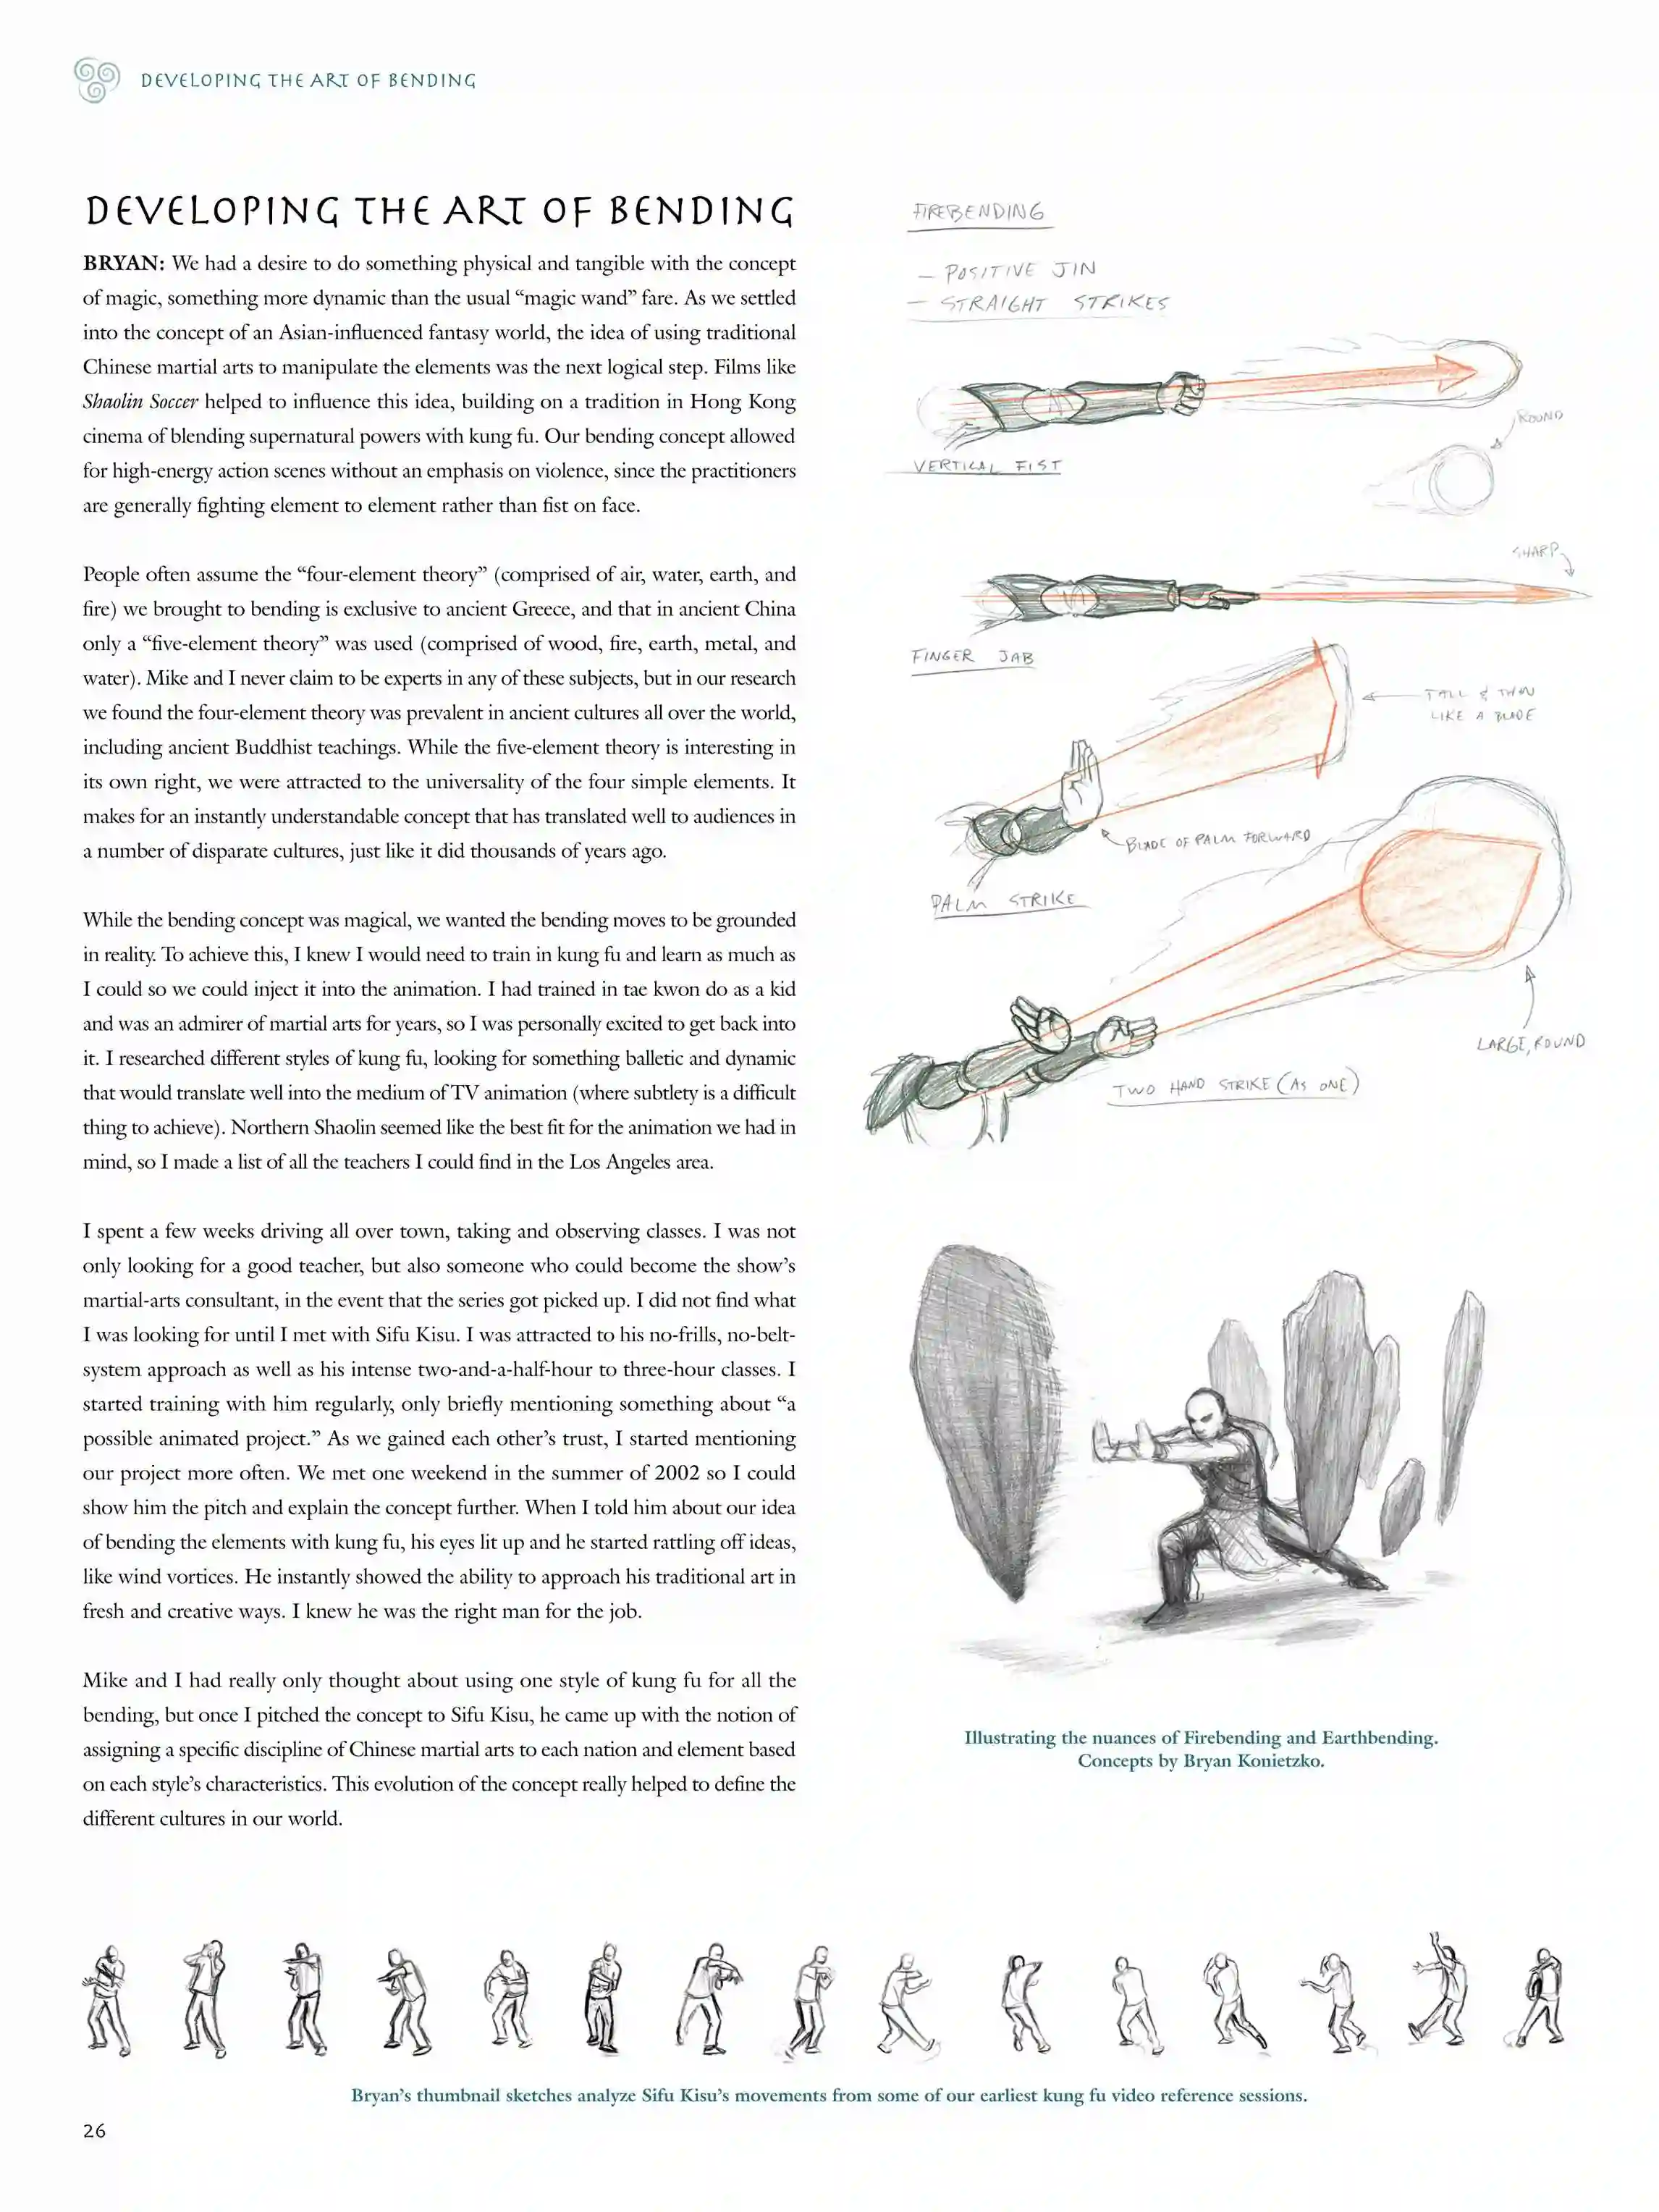 DEVELOPING THE ART OF BENDING
DEVELOPING THE ART OF BENDING
BRYAN: We had a desire to do something physical and tangible with the concept
of magic, something more dynamic than the usual “magic wand” fare. As we settled
into the concept of an Asian-influenced fantasy world, the idea of using traditional
Chinese martial arts to manipulate the elements was the next logical step. Films like
Shaolin Soccer helped to influence this idea, building on a tradition in Hong Kong
cinema of blending supernatural powers with kung fu. Our bending concept allowed
for high-energy action scenes without an emphasis on violence, since the practitioners
are generally fighting element to element rather than fist on face.
People often assume the “four-element theory” (comprised of air, water, earth, and
fire) we brought to bending is exclusive to ancient Greece, and that in ancient China
only a “five-element theory” was used (comprised of wood, fire, earth, metal, and
water). Mike and I never claim to be experts in any of these subjects, but in our research
we found the four-element theory was prevalent in ancient cultures all over the world,
including ancient Buddhist teachings. While the five-element theory is interesting in
its own right, we were attracted to the universality of the four simple elements. It
makes for an instantly understandable concept that has translated well to audiences in
a number of disparate cultures, just like it did thousands of years ago.
While the bending concept was magical, we wanted the bending moves to be grounded
in reality. To achieve this, I knew I would need to train in kung fu and learn as much as
I could so we could inject it into the animation. I had trained in tae kwon do as a kid
and was an admirer of martial arts for years, so I was personally excited to get back into
it. I researched different styles of kung fu, looking for something balletic and dynamic
that would translate well into the medium of TV animation (where subtlety is a difficult
thing to achieve). Northern Shaolin seemed like the best fit for the animation we had in
mind, so I made a list of all the teachers I could find in the Los Angeles area.
I spent a few weeks driving all over town, taking and observing classes. I was not
only looking for a good teacher, but also someone who could become the show’s
martial-arts consultant, in the event that the series got picked up. I did not find what
I was looking for until I met with Sifu Kisu. I was attracted to his no-frills, no-belt-
system approach as well as his intense two-and-a-half-hour to three-hour classes. I
started training with him regularly, only briefly mentioning something about “a
possible animated project.” As we gained each other’s trust, I started mentioning
our project more often. We met one weekend in the summer of 2002 so I could
show him the pitch and explain the concept further. When I told him about our idea
of bending the elements with kung fu, his eyes lit up and he started rattling off ideas,
like wind vortices. He instantly showed the ability to approach his traditional art in
fresh and creative ways. I knew he was the right man for the job.
Mike and I had really only thought about using one style of kung fu for all the
bending, but once I pitched the concept to Sifu Kisu, he came up with the notion of
assigning a specific discipline of Chinese martial arts to each nation and element based
on each style’s characteristics. This evolution of the concept really helped to define the
different cultures in our world.
FIREBENDING
— POSITIVE JIN
— STRAIGHT STRIKES
ROUND
VERTICAL FIST
SHARP
FINGER JAB
TALL & THIN
LIKE A BLADE
BLADE OF PALM FORWARD
PALM STRIKE
LARGE, ROUND
TWO HAND STRIKE (AS ONE)
Illustrating the nuances of Firebending and Earthbending.
Concepts by Bryan Konietzko.
Bryan’s thumbnail sketches analyze Sifu Kisu’s movements from some of our earliest kung fu video reference sessions.
26